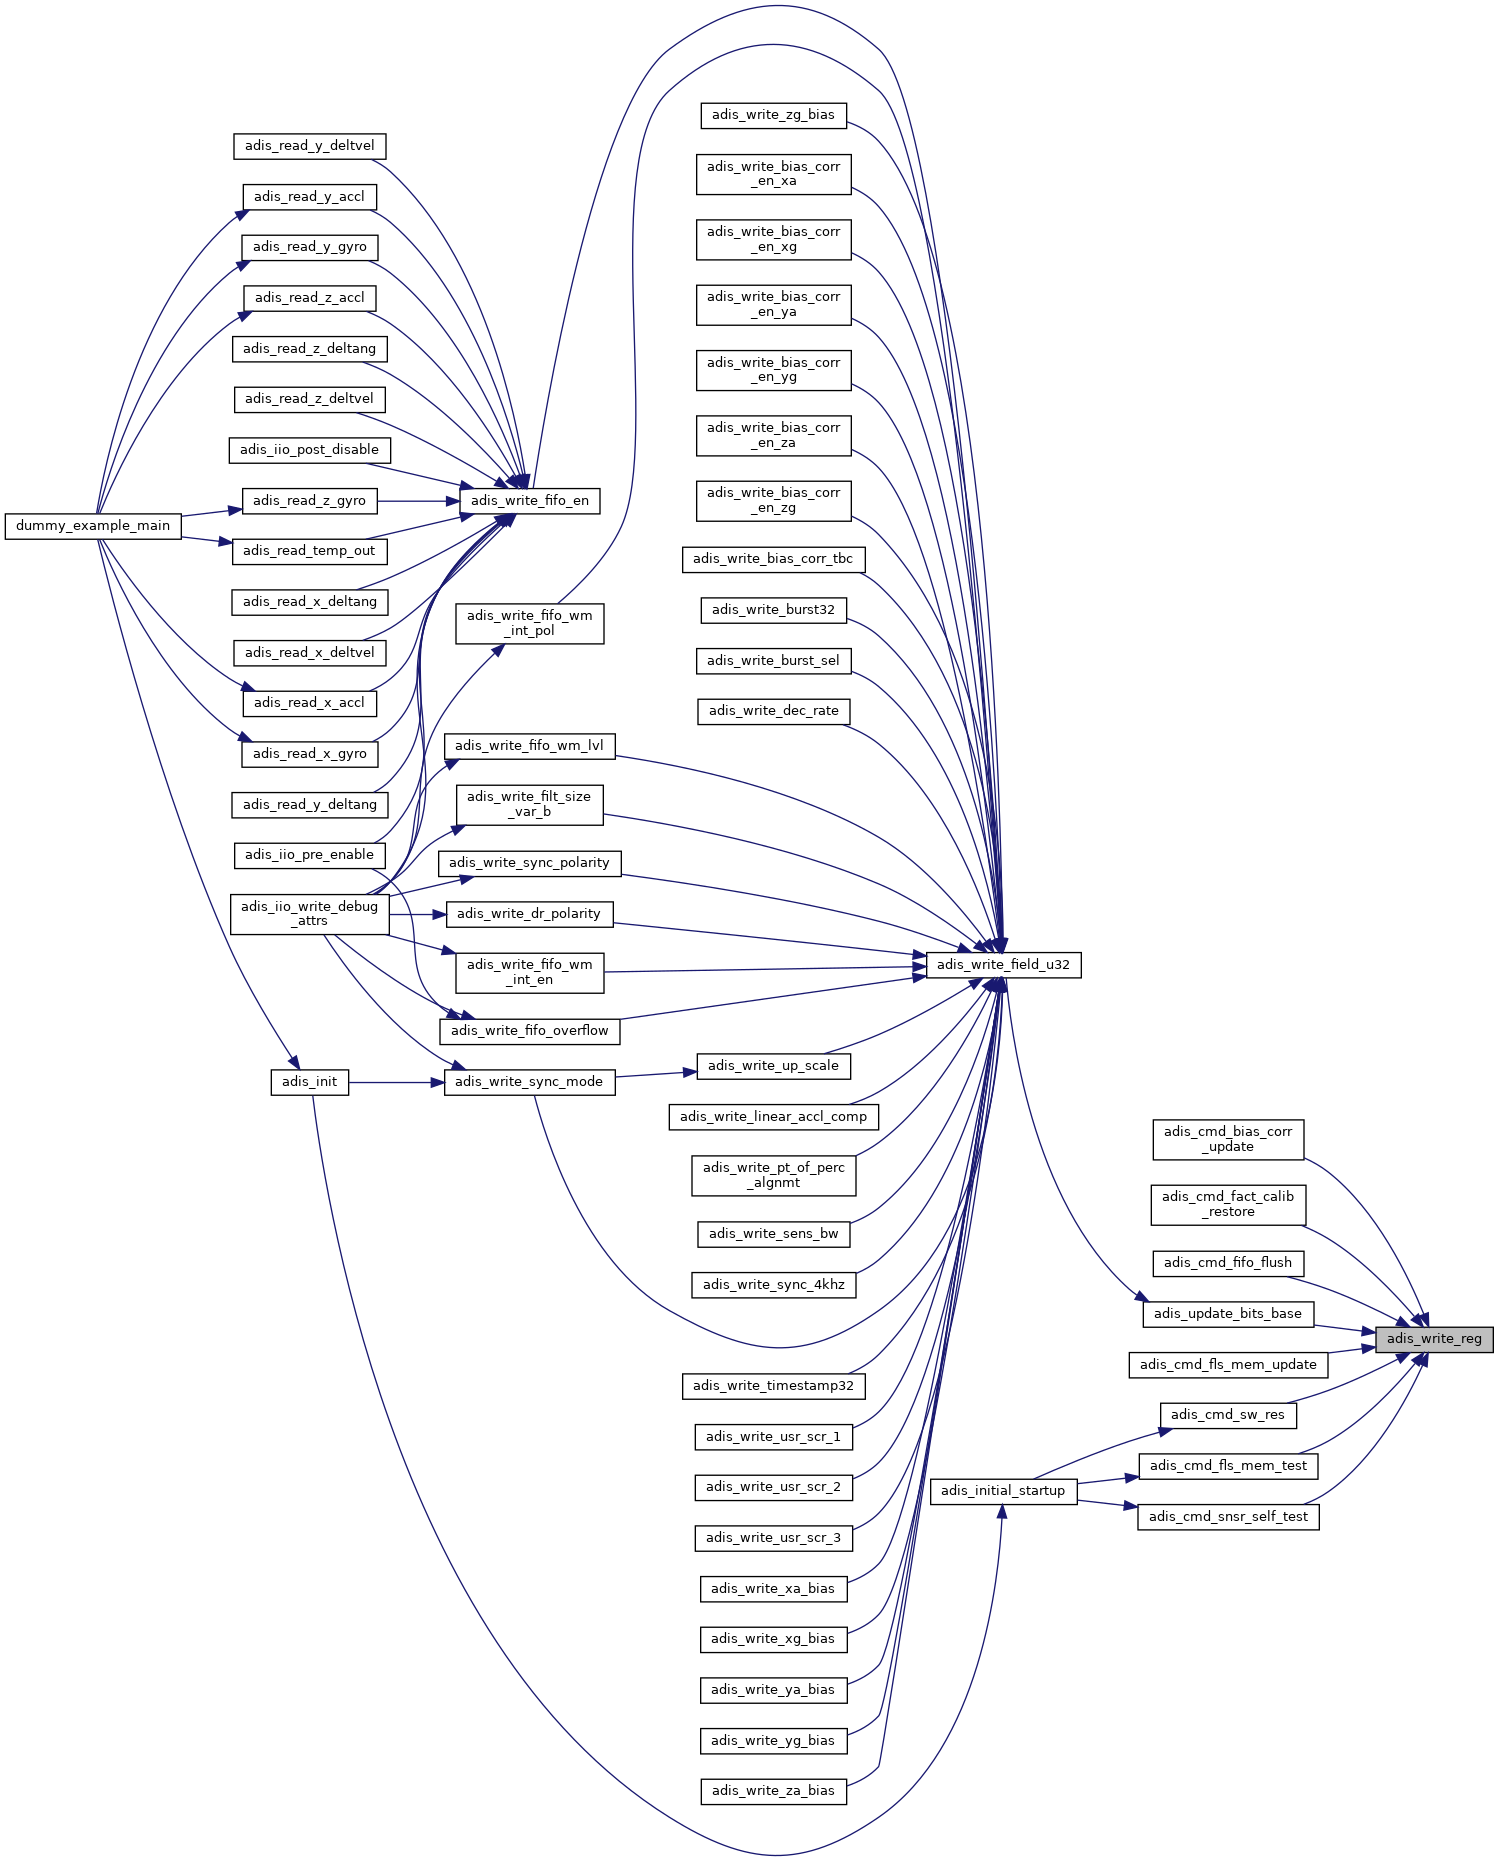 adis_write_zg_bias
adis_read_y_deltvel
adis_write_bias_corr
_en_xa
adis_read_y_accl
adis_write_bias_corr
_en_xg
adis_read_y_gyro
adis_read_z_accl
adis_write_bias_corr
_en_ya
adis_read_z_deltang
adis_write_bias_corr
_en_yg
adis_read_z_deltvel
adis_write_bias_corr
_en_za
adis_iio_post_disable
adis_write_bias_corr
_en_zg
adis_read_z_gyro
adis_write_fifo_en
dummy_example_main
adis_read_temp_out
adis_write_bias_corr_tbc
adis_read_x_deltang
adis_write_burst32
adis_write_fifo_wm
_int_pol
adis_read_x_deltvel
adis_write_burst_sel
adis_read_x_accl
adis_write_dec_rate
adis_read_x_gyro
adis_write_fifo_wm_lvl
adis_read_y_deltang
adis_write_filt_size
_var_b
adis_iio_pre_enable
adis_write_sync_polarity
adis_iio_write_debug
_attrs
adis_write_dr_polarity
adis_write_fifo_wm
_int_en
adis_write_field_u32
adis_write_fifo_overflow
adis_write_up_scale
adis_init
adis_write_sync_mode
adis_write_linear_accl_comp
adis_cmd_bias_corr
_update
adis_write_pt_of_perc
_algnmt
adis_cmd_fact_calib
_restore
adis_write_sens_bw
adis_cmd_fifo_flush
adis_write_sync_4khz
adis_update_bits_base
adis_write_reg
adis_cmd_fls_mem_update
adis_write_timestamp32
adis_cmd_sw_res
adis_write_usr_scr_1
adis_cmd_fls_mem_test
adis_write_usr_scr_2
adis_initial_startup
adis_cmd_snsr_self_test
adis_write_usr_scr_3
adis_write_xa_bias
adis_write_xg_bias
adis_write_ya_bias
adis_write_yg_bias
adis_write_za_bias